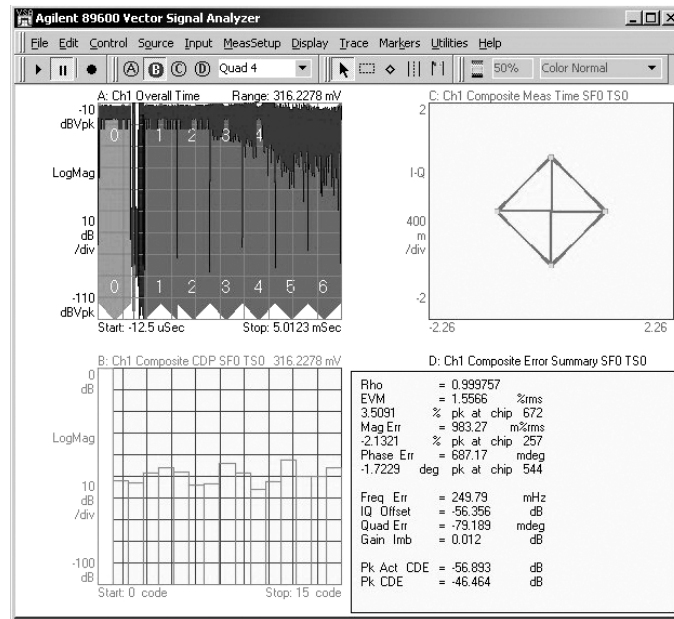 Agilent 89600 Vector Signal Analyzer
File Edit Control Source Input MeasSetup Display Trace Markers Utilities Help
A B C D Quad 4 50% Color Normal
A: Ch1 Overall Time Range: 316.2278 mV
-10
dBVpk
LogMag
10
dB
/div
-110
dBVpk
0 1 2 3 4
0 1 2 3 4 5 6
Start: -12.5 uSec Stop: 5.0123 mSec
C: Ch1 Composite Meas Time SF0 TS0
2
I-Q
400
m
/div
-2
-2.26 2.26
B: Ch1 Composite CDP SF0 TS0 316.2278 mV
0
dB
LogMag
10
dB
/div
-100
dB
Start: 0 code Stop: 15 code
D: Ch1 Composite Error Summary SF0 TS0
Rho = 0.999757
EVM = 1.5566 %rms
3.5091 % pk at chip 672
Mag Err = 983.27 m%rms
-2.1321 % pk at chip 257
Phase Err = 687.17 mdeg
-1.7229 deg pk at chip 544
Freq Err = 249.79 mHz
IQ Offset = -56.356 dB
Quad Err = -79.189 mdeg
Gain Imb = 0.012 dB
Pk Act CDE = -56.893 dB
Pk CDE = -46.464 dB